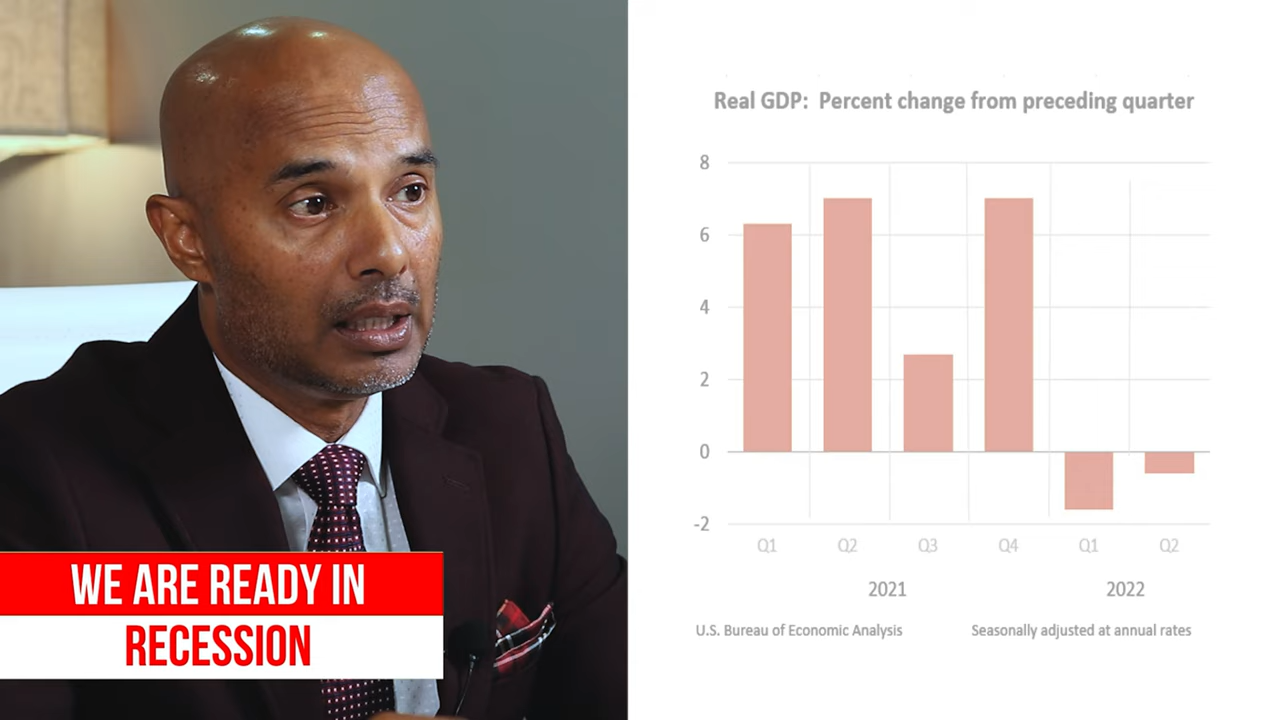 WE ARE READY IN
RECESSION
Real GDP: Percent change from preceding quarter
8
6
4
2
0
-2
Q1 Q2 Q3 Q4 Q1 Q2
2021 2022
U.S. Bureau of Economic Analysis Seasonally adjusted at annual rates